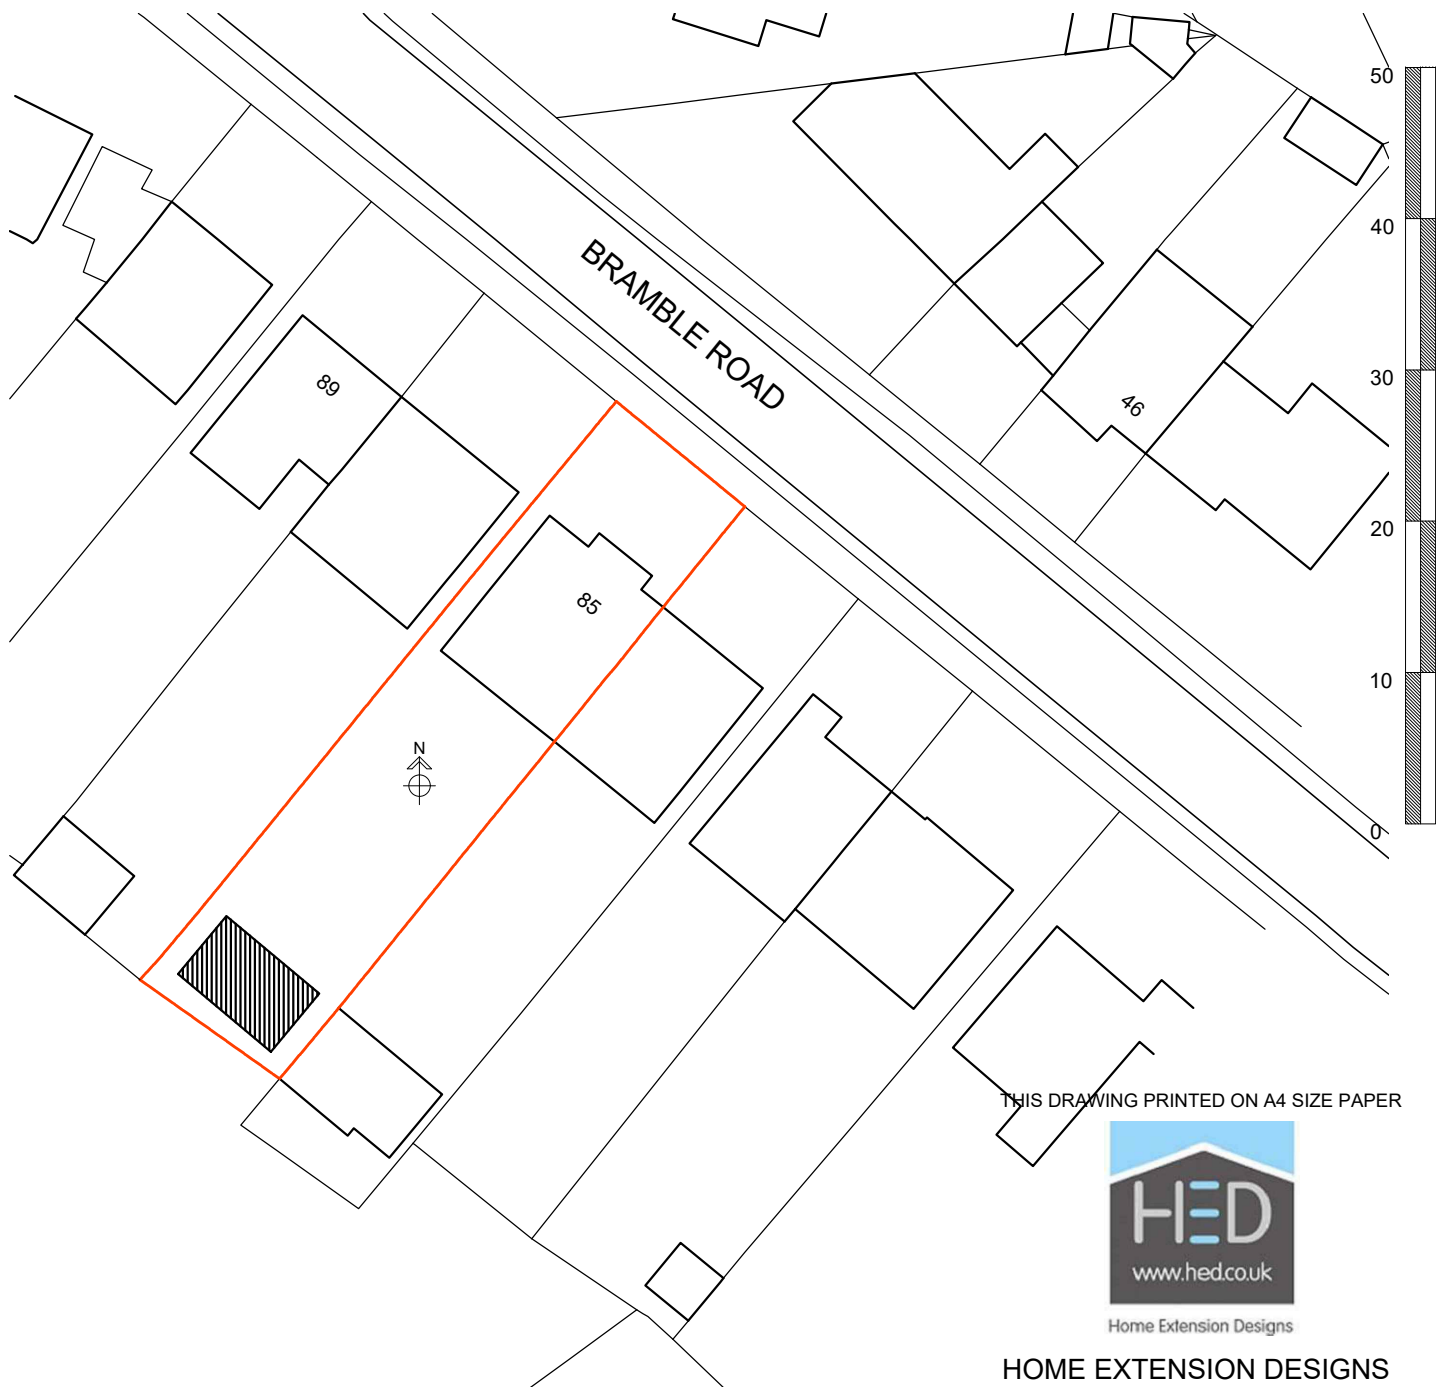 50
40
30
20
10
0
BRAMBLE ROAD
89
46
85
N
THIS DRAWING PRINTED ON A4 SIZE PAPER
HED
www.hed.co.uk
Home Extension Designs
HOME EXTENSION DESIGNS